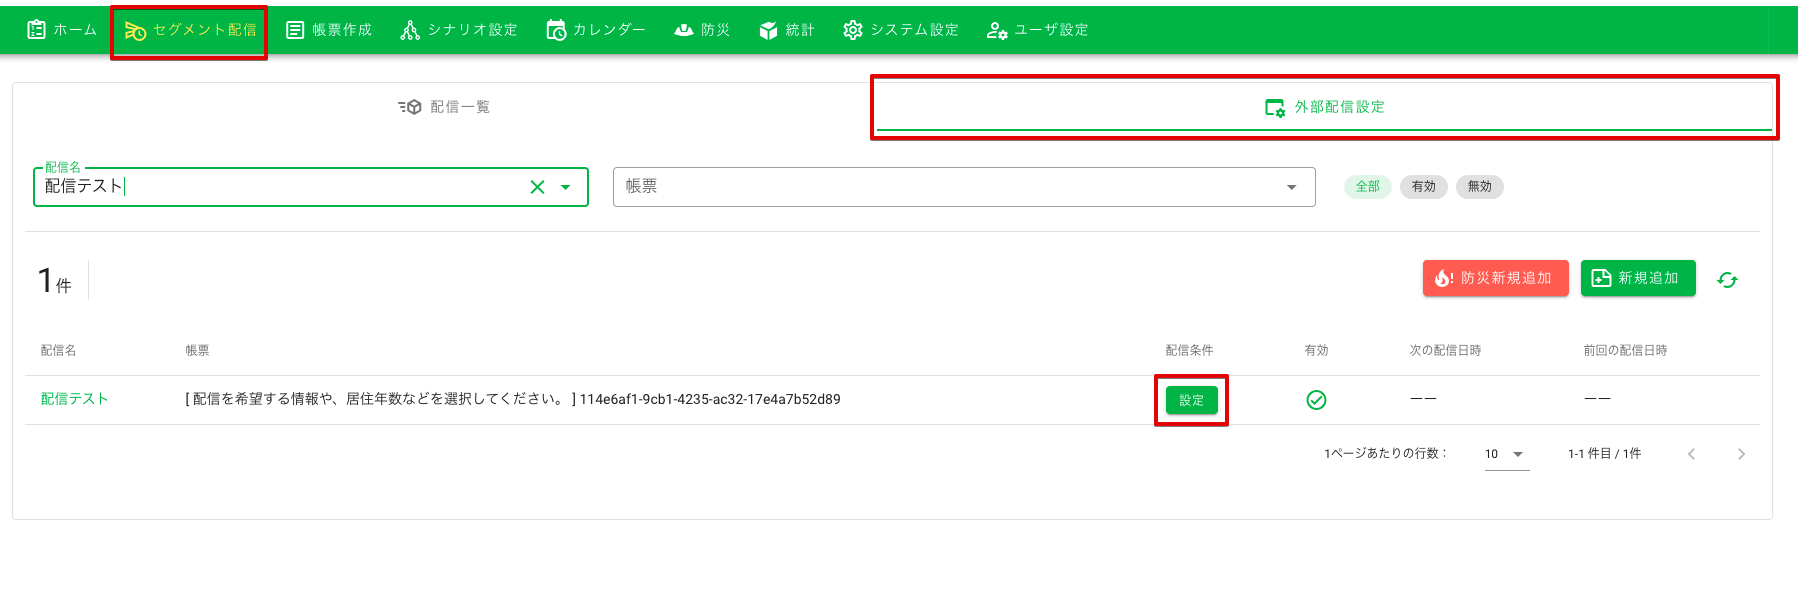 ホーム セグメント配信 帳票作成 シナリオ設定 カレンダー 防災 統計 システム設定 ユーザ設定
配信一覧 外部配信設定
配信名
配信テスト 帳票 全部 有効 無効
1件 防災新規追加 新規追加
配信名 帳票 配信条件 有効 次の配信日時 前回の配信日時
配信テスト [ 配信を希望する情報や、居住年数などを選択してください。 ] 114e6af1-9cb1-4235-ac32-17e4a7b52d89 設定 —— ——
1ページあたりの行数： 10 1-1 件目 / 1件